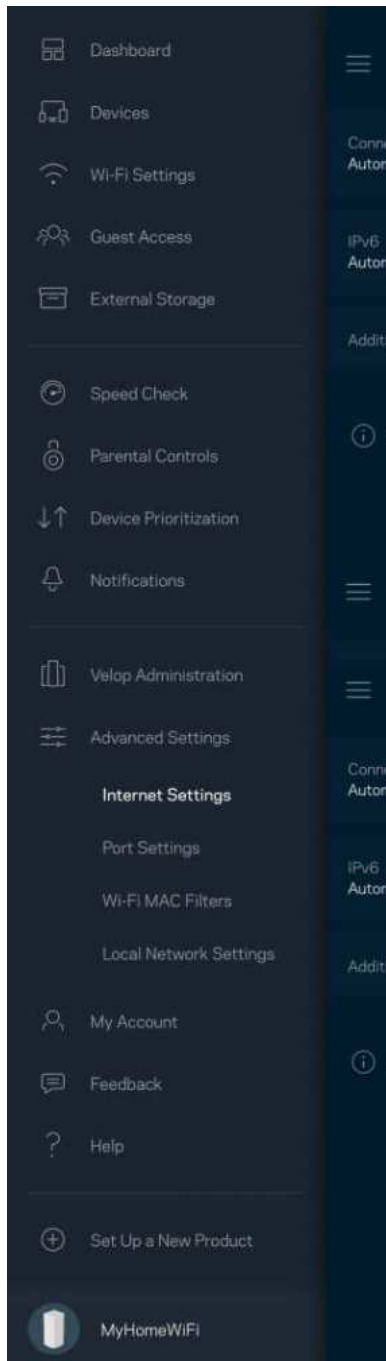 Dashboard
Devices
Wi-Fi Settings
Guest Access
External Storage
Speed Check
Parental Controls
Device Prioritization
Notifications
Velop Administration
Advanced Settings
Internet Settings
Port Settings
Wi-Fi MAC Filters
Local Network Settings
My Account
Feedback
Help
Set Up a New Product
MyHomeWiFi
IPv6
IPv6